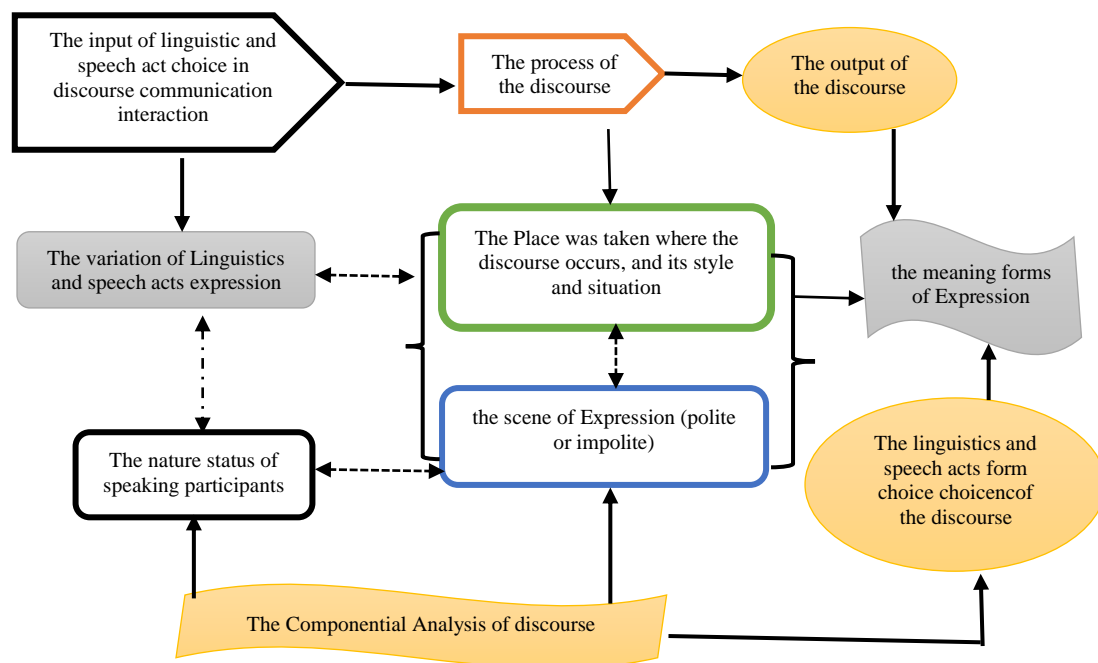 The input of linguistic and
speech act choice in
discourse communication
interaction
The process of
the discourse
The output of
the discourse
The variation of Linguistics
and speech acts expression
The Place was taken where the
discourse occurs, and its style
and situation
the meaning forms
of Expression
the scene of Expression (polite
or impolite)
The nature status of
speaking participants
The linguistics and
speech acts form
choice choicencof
the discourse
The Componential Analysis of discourse